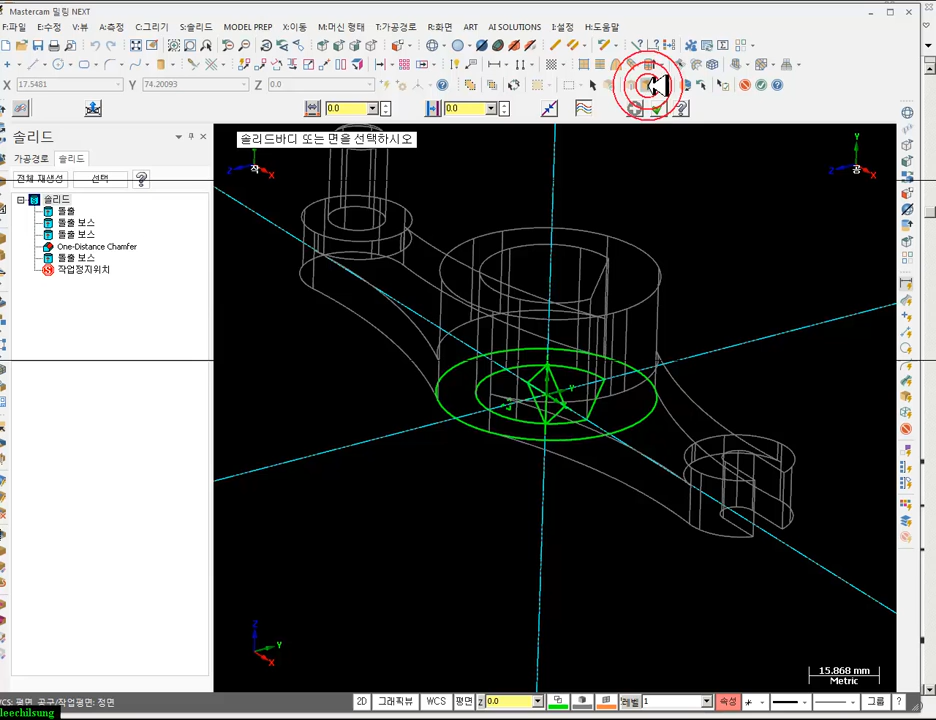 Mastercam 밀링 NEXT
F:파일 E:수정 V:뷰 A:측정 C:그리기 S:솔리드 MODEL PREP X:이동 M:머신 형태 T:가공경로 R:화면 ART AI SOLUTIONS I:설정 H:도움말
X 17.5481 Y 74.20093 Z 0.0
0.0 0.0
솔리드
솔리드바디 또는 면을 선택하시오
가공경로 솔리드
전체 재생성 선택
솔리드
돌출
돌출 보스
돌출 보스
One-Distance Chamfer
돌출 보스
작업정지위치
Y
Z 작 X
Y
Z 공 X
Z
Y
X
15.868 mm
Metric
WCS: 평면 공구/작업평면: 정면
2D 그래픽뷰 WCS 평면 Z 0.0 레벨 1 속성 그룹 ?
leechilsung